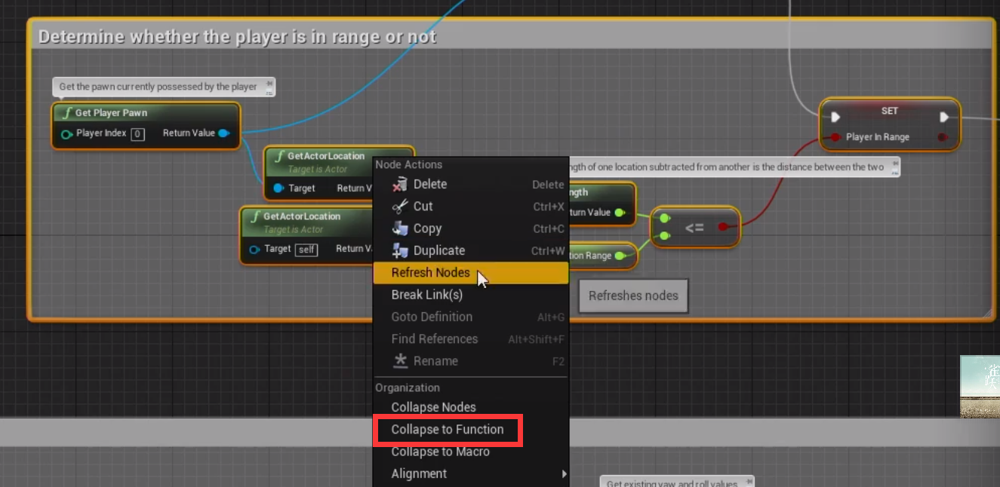 Determine whether the player is in range or not
Get the pawn currently possessed by the player
f Get Player Pawn
Player Index 0 Return Value
SET
Player In Range
f GetActorLocation
Target is Actor
Target Return V
Node Actions
of one location subtracted from another is the distance between the two
Delete Delete
Cut Ctrl+X
Copy Ctrl+C
Duplicate Ctrl+W
Refresh Nodes
Break Link(s)
Goto Definition Alt+G
Find References Alt+Shift+F
Rename F2
f GetActorLocation
Target is Actor
Target self Return V
<=
Range
Refreshes nodes
Organization
Collapse Nodes
Collapse to Function
Collapse to Macro
Alignment
Get existing yaw and roll values